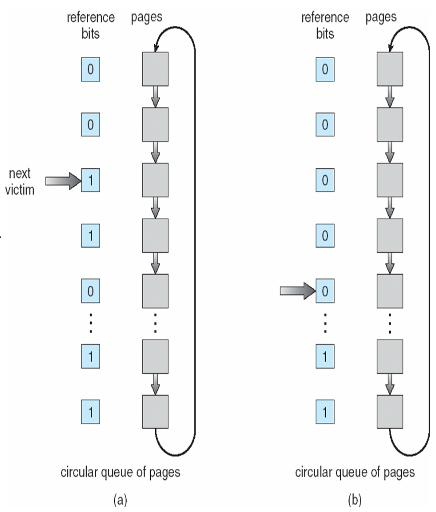 reference pages
bits
0
0
next
victim
1
1
0
1
1
circular queue of pages
(a)
reference pages
bits
0
0
0
0
0
1
1
circular queue of pages
(b)